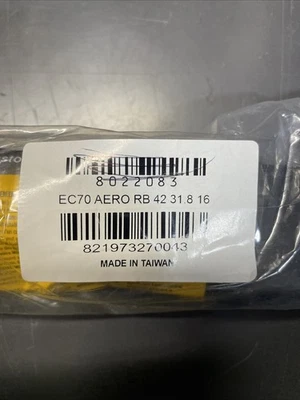 8022083
EC70 AERO RB 42 31.8 16
821973270043
MADE IN TAIWAN